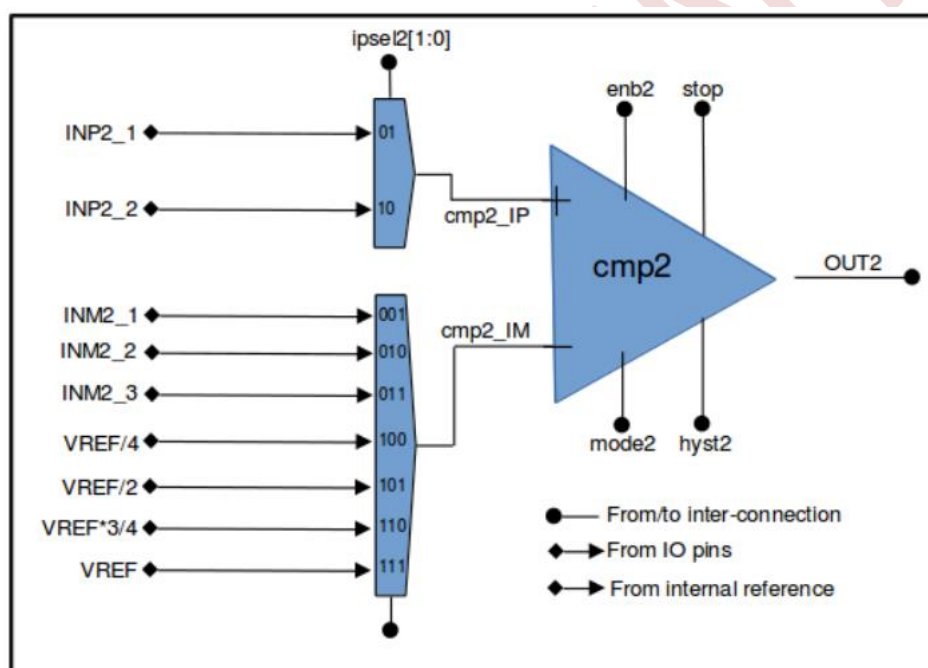 ipsel2[1:0]
enb2
stop
INP2_1
01
INP2_2
10
cmp2_IP
cmp2
OUT2
INM2_1
001
cmp2_IM
INM2_2
010
INM2_3
011
VREF/4
100
mode2
hyst2
VREF/2
101
From/to inter-connection
VREF*3/4
110
From IO pins
VREF
111
From internal reference